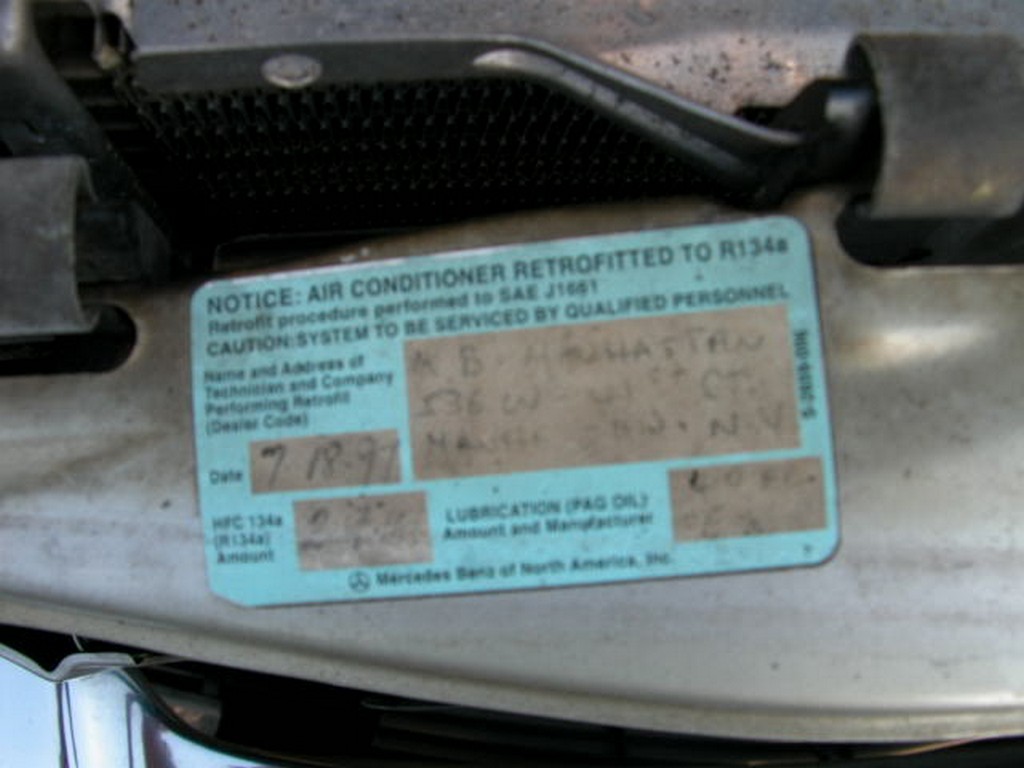 NOTICE: AIR CONDITIONER RETROFITTED TO R134a
Retrofit procedure performed to SAE J1661
CAUTION:SYSTEM TO BE SERVICED BY QUALIFIED PERSONNEL
Name and Address of
Technician and Company
Performing Retrofit
(Dealer Code)
536 W
CT.
N.Y
Date 7 18-97
HFC 134a
(R134a)
Amount
LUBRICATION (PAG OIL)
Amount and Manufacturer
Mercedes Benz of North America, Inc.